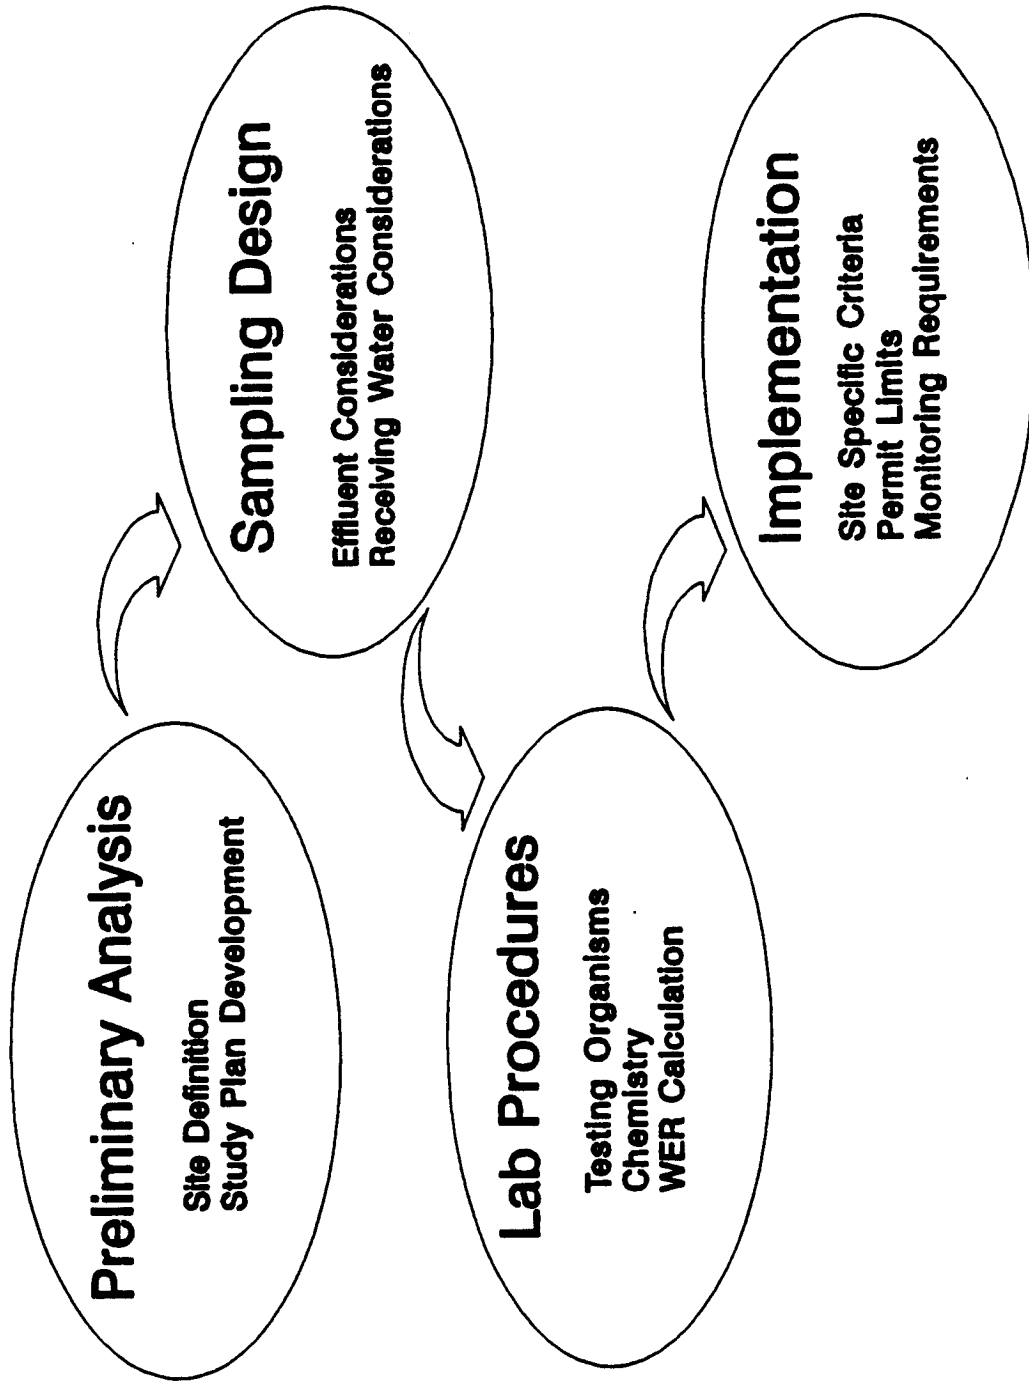 Preliminary Analysis
Site Definition
Study Plan Development
Sampling Design
Effluent Considerations
Receiving Water Considerations
Lab Procedures
Testing Organisms
Chemistry
WER Calculation
Implementation
Site Specific Criteria
Permit Limits
Monitoring Requirements